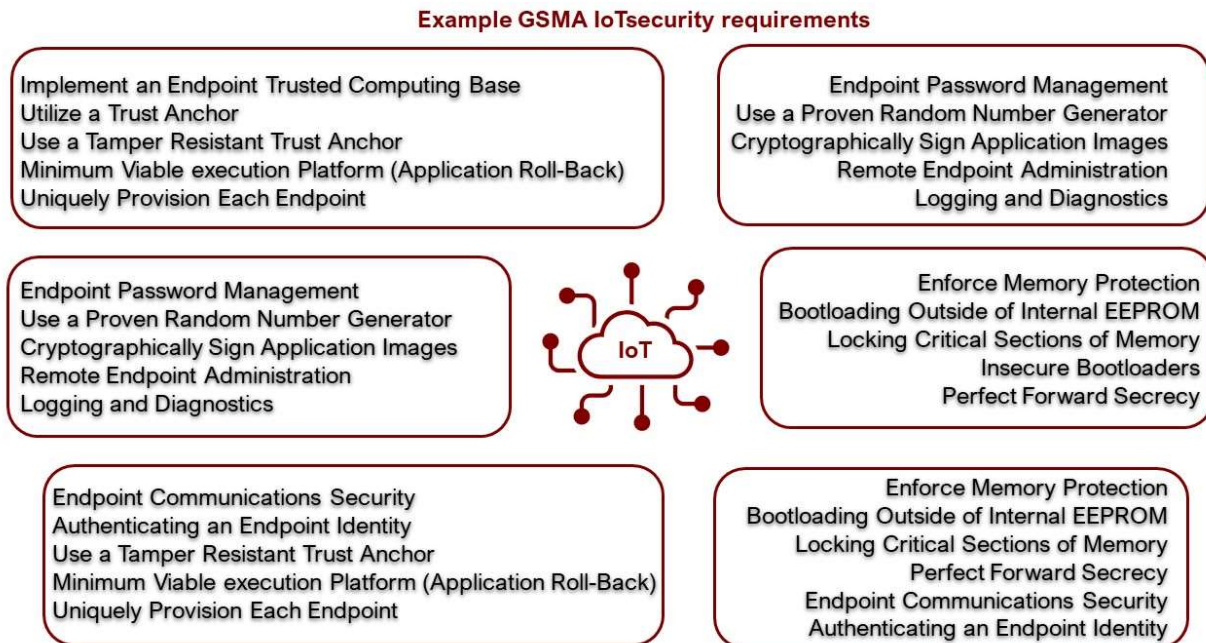 Example GSMA IoTsecurity requirements
Implement an Endpoint Trusted Computing Base
Utilize a Trust Anchor
Use a Tamper Resistant Trust Anchor
Minimum Viable execution Platform (Application Roll-Back)
Uniquely Provision Each Endpoint
Endpoint Password Management
Use a Proven Random Number Generator
Cryptographically Sign Application Images
Remote Endpoint Administration
Logging and Diagnostics
Endpoint Password Management
Use a Proven Random Number Generator
Cryptographically Sign Application Images
Remote Endpoint Administration
Logging and Diagnostics
IoT
Enforce Memory Protection
Bootloading Outside of Internal EEPROM
Locking Critical Sections of Memory
Insecure Bootloaders
Perfect Forward Secrecy
Endpoint Communications Security
Authenticating an Endpoint Identity
Use a Tamper Resistant Trust Anchor
Minimum Viable execution Platform (Application Roll-Back)
Uniquely Provision Each Endpoint
Enforce Memory Protection
Bootloading Outside of Internal EEPROM
Locking Critical Sections of Memory
Perfect Forward Secrecy
Endpoint Communications Security
Authenticating an Endpoint Identity